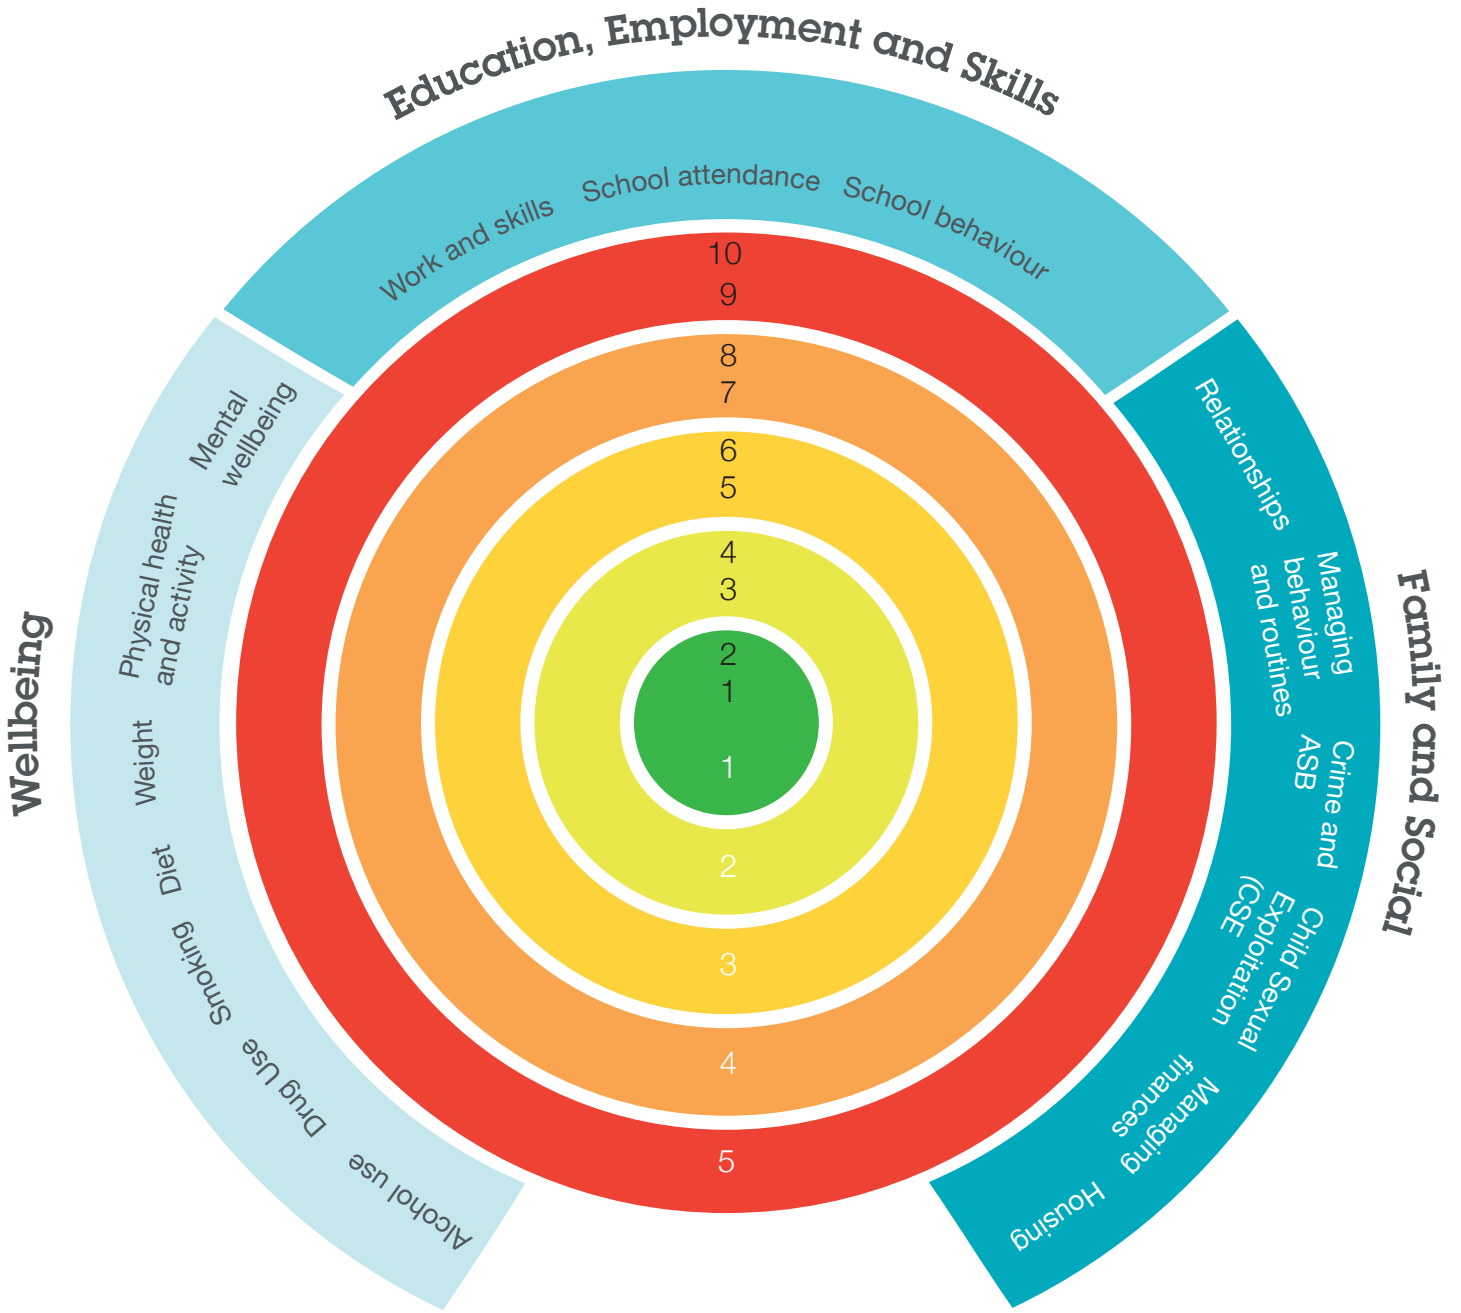 Education, Employment and Skills
Work and skills
School attendance
School behaviour
Wellbeing
Mental
wellbeing
Physical health
and activity
Weight
Diet
Smoking
Drug Use
Alcohol use
Family and Social
Relationships
Managing
behaviour
and routines
Crime and
ASB
Child Sexual
Exploitation
(CSE
Managing
finances
Housing
10
9
8
7
6
5
4
3
2
1
1
2
3
4
5